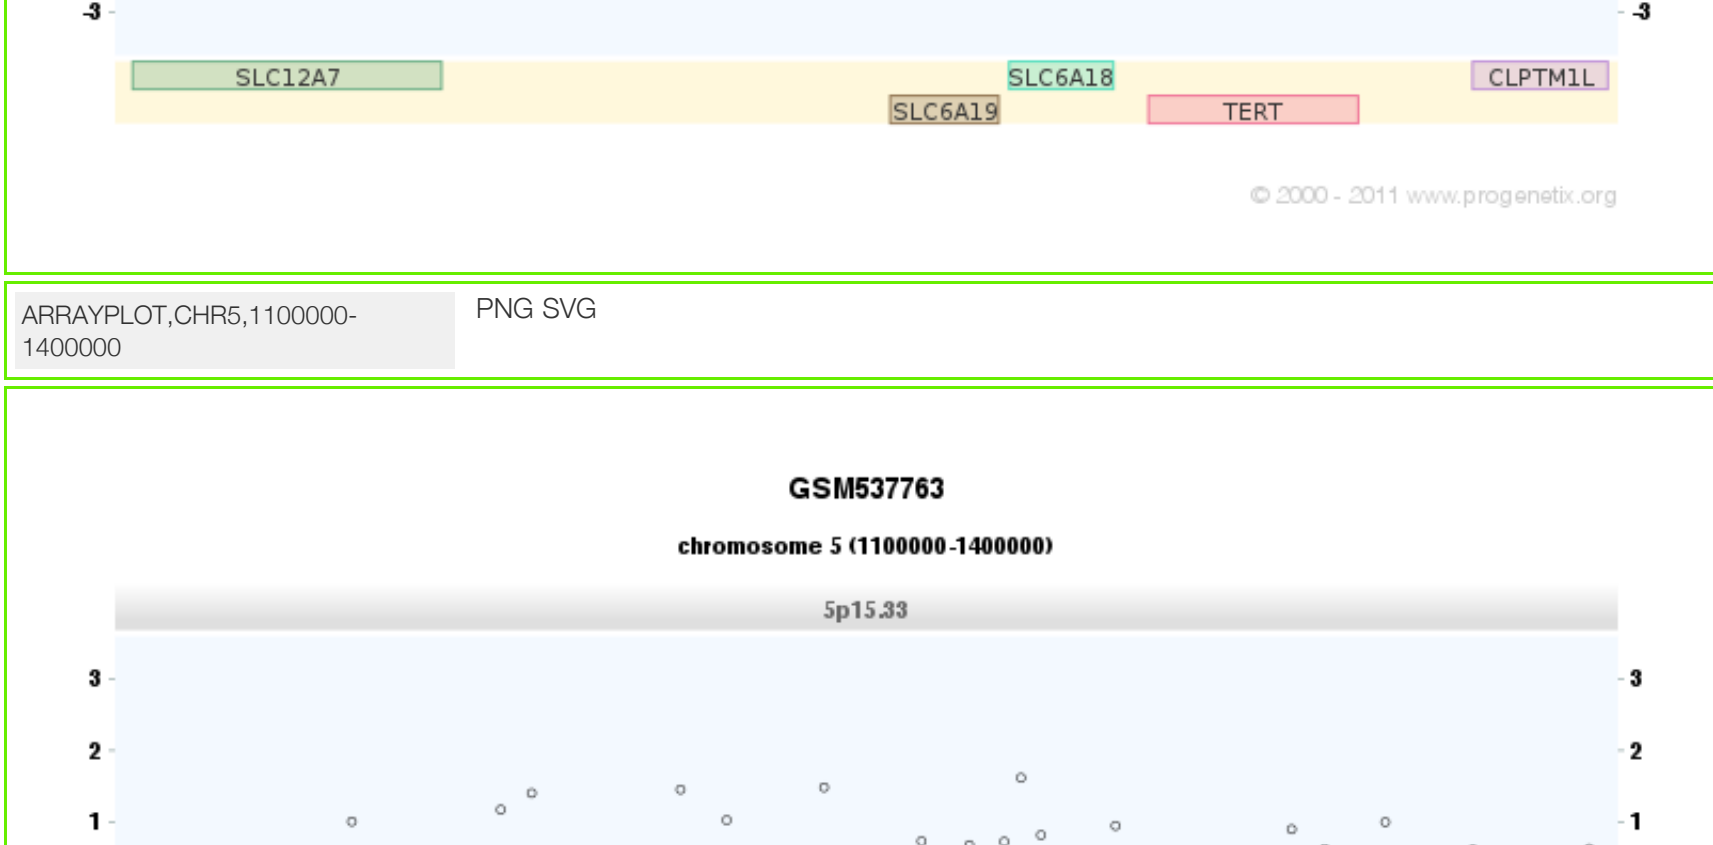 -3 -3
SLC12A7 SLC6A18 CLPTM1L
SLC6A19 TERT
© 2000 - 2011 www.progenetix.org
ARRAYPLOT,CHR5,1100000-
1400000
PNG SVG
GSM537763
chromosome 5 (1100000-1400000)
5p15.33
3 3
2 2
1 1